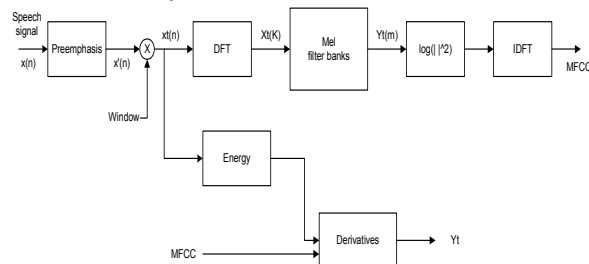 Speech
signal
x(n)
Preemphasis
x'(n)
X
Window
xt(n)
DFT
Xt(K)
Mel
filter banks
Yt(m)
log(| |^2)
IDFT
MFCC
Energy
MFCC
Derivatives
Yt